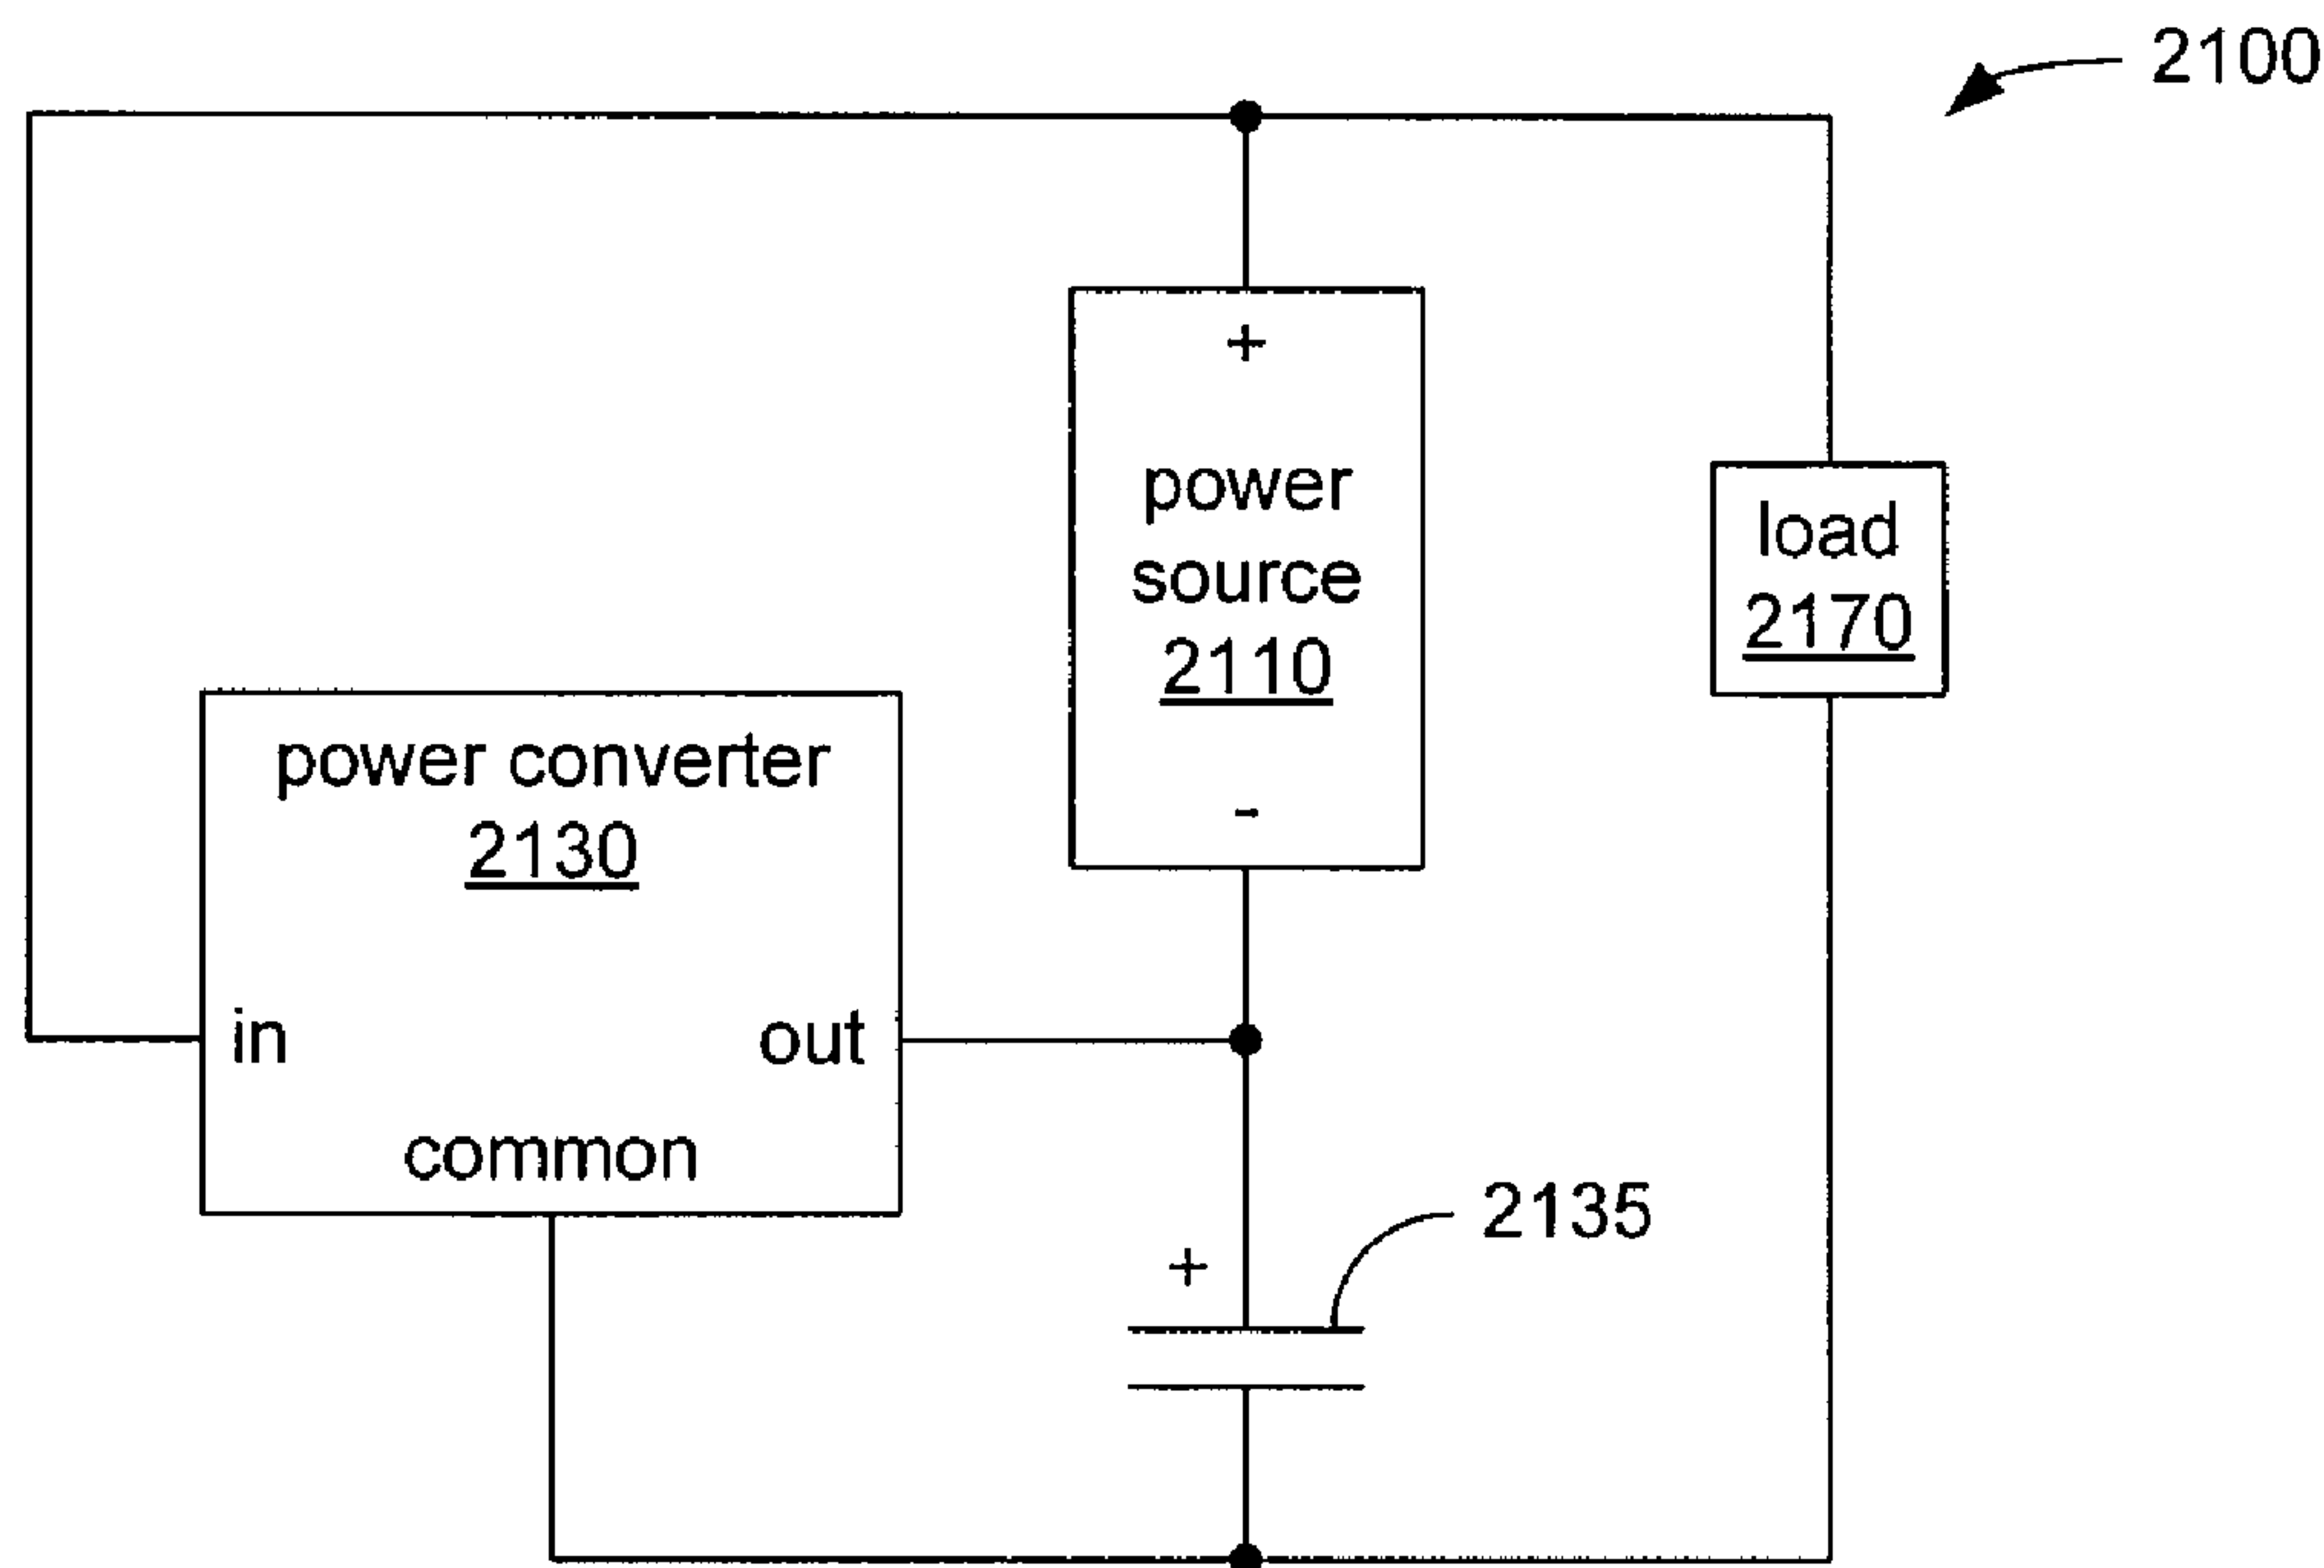 2100
+
power
source
2110
-
load
2170
power converter
2130
in
out
common
+
2135